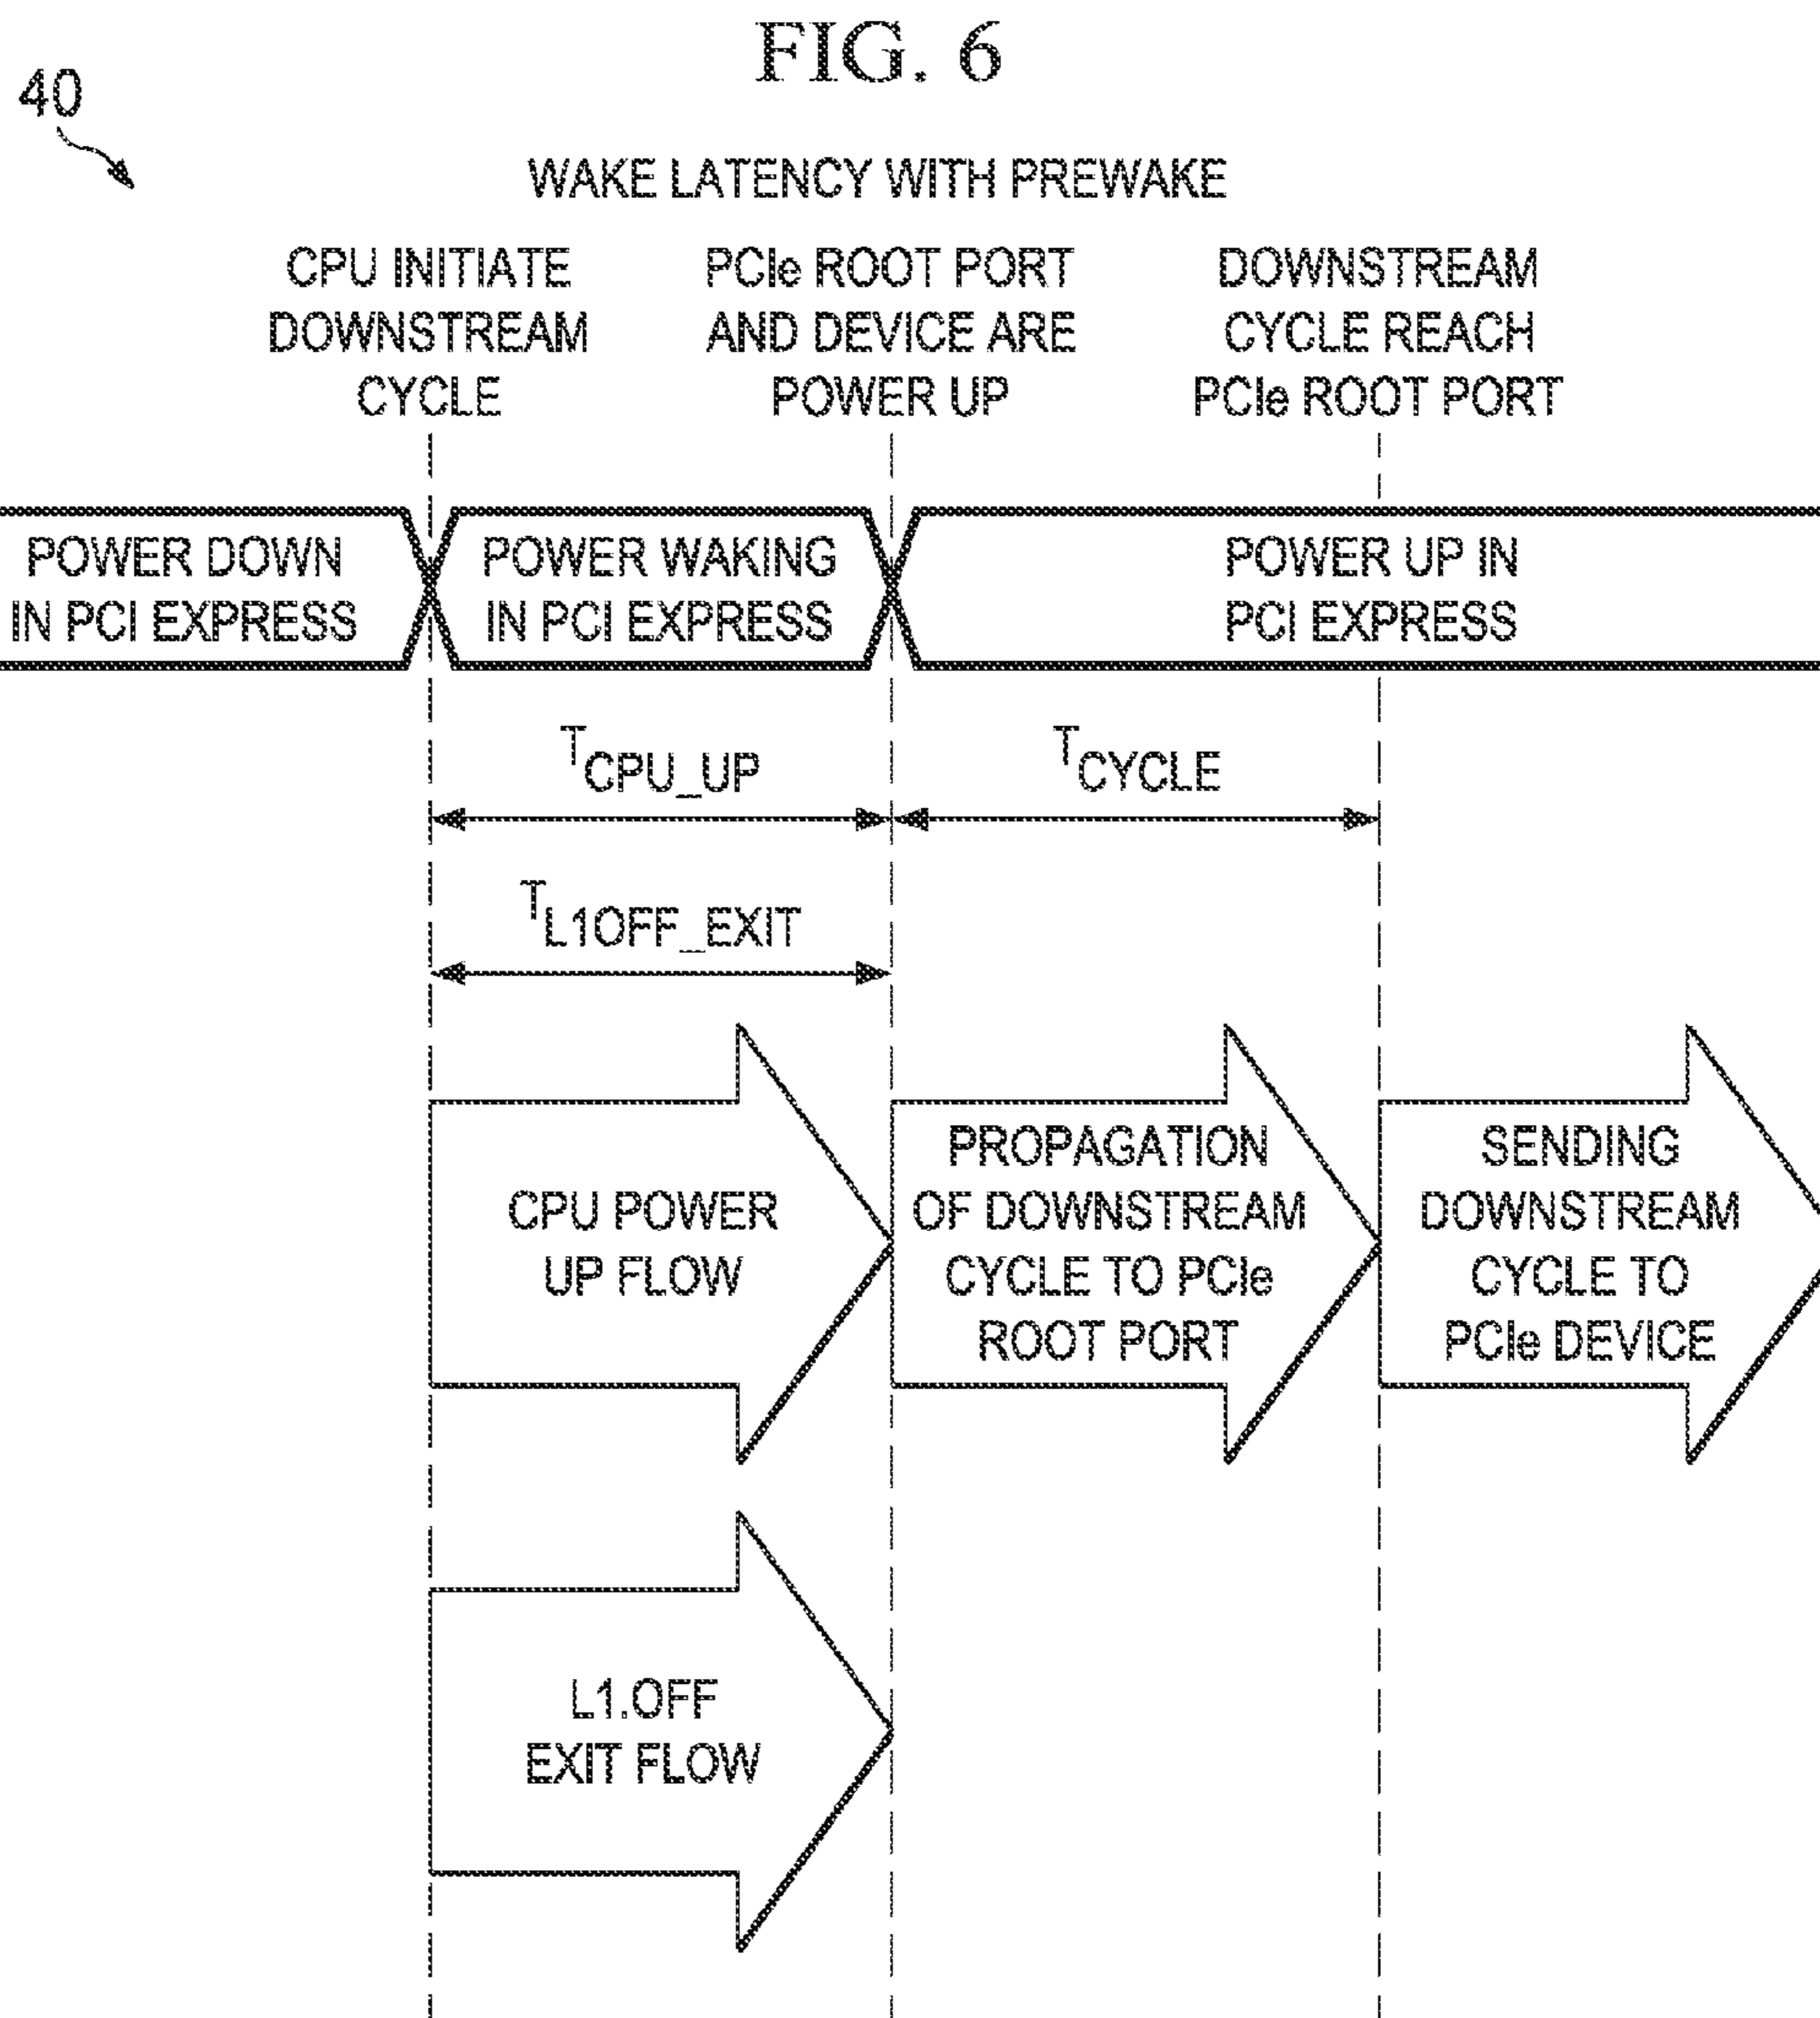 FIG. 6
40
WAKE LATENCY WITH PREWAKE
CPU INITIATE
DOWNSTREAM
CYCLE
PCIe ROOT PORT
AND DEVICE ARE
POWER UP
DOWNSTREAM
CYCLE REACH
PCIe ROOT PORT
POWER DOWN
IN PCI EXPRESS
POWER WAKING
IN PCI EXPRESS
POWER UP IN
PCI EXPRESS
TCPU_UP
TCYCLE
TL1OFF_EXIT
CPU POWER
UP FLOW
PROPAGATION
OF DOWNSTREAM
CYCLE TO PCIe
ROOT PORT
SENDING
DOWNSTREAM
CYCLE TO
PCIe DEVICE
L1.OFF
EXIT FLOW